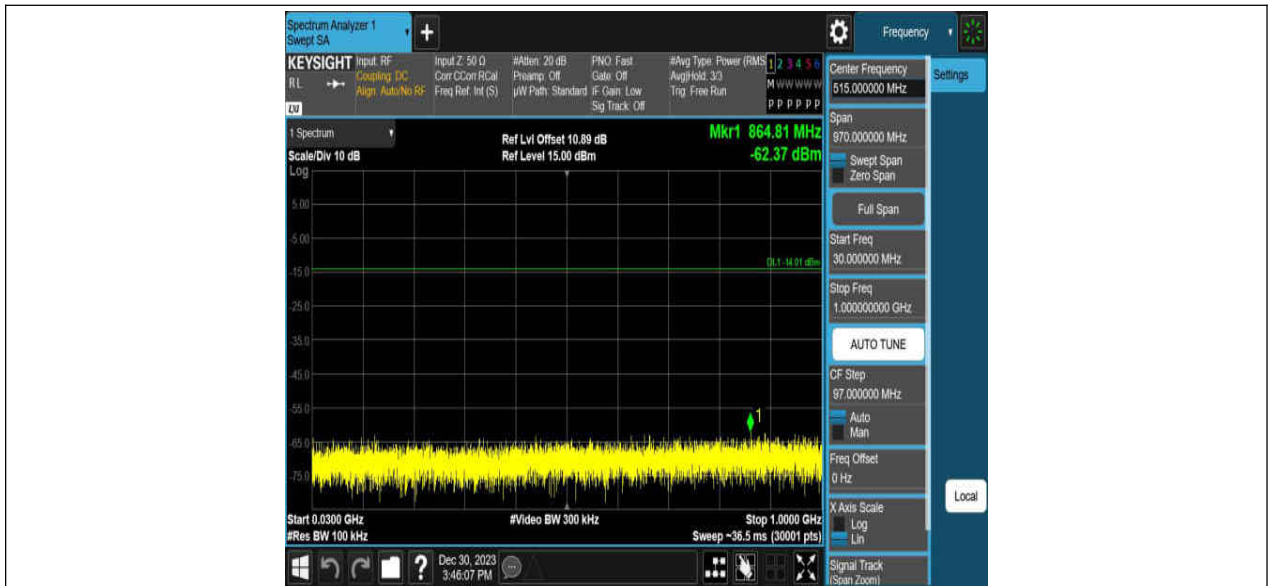 Spectrum Analyzer 1
Swept SA
+
Frequency
KEYSIGHT
RL
LXI
Input: RF
Coupling: DC
Align: Auto/No RF
Input Z: 50 Ω
Corr CCorr RCal
Freq Ref: Int (S)
#Atten: 20 dB
Preamp: Off
µW Path: Standard
PNO: Fast
Gate: Off
IF Gain: Low
Sig Track: Off
#Avg Type: Power (RMS
Avg|Hold: 3/3
Trig: Free Run
1 2 3 4 5 6
M W W W W W
P P P P P P
1 Spectrum
Scale/Div 10 dB
Log
Ref Lvl Offset 10.89 dB
Ref Level 15.00 dBm
Mkr1 864.81 MHz
-62.37 dBm
5.00
-5.00
DL1 -14.01 dBm
-15.0
-25.0
-35.0
-45.0
-55.0
1
-65.0
-75.0
Start 0.0300 GHz
#Res BW 100 kHz
#Video BW 300 kHz
Stop 1.0000 GHz
Sweep ~36.5 ms (30001 pts)
?
Dec 30, 2023
3:46:07 PM
Center Frequency
515.000000 MHz
Span
970.000000 MHz
Swept Span
Zero Span
Full Span
Start Freq
30.000000 MHz
Stop Freq
1.000000000 GHz
AUTO TUNE
CF Step
97.000000 MHz
Auto
Man
Freq Offset
0 Hz
X Axis Scale
Log
Lin
Signal Track
(Span Zoom)
Settings
Local